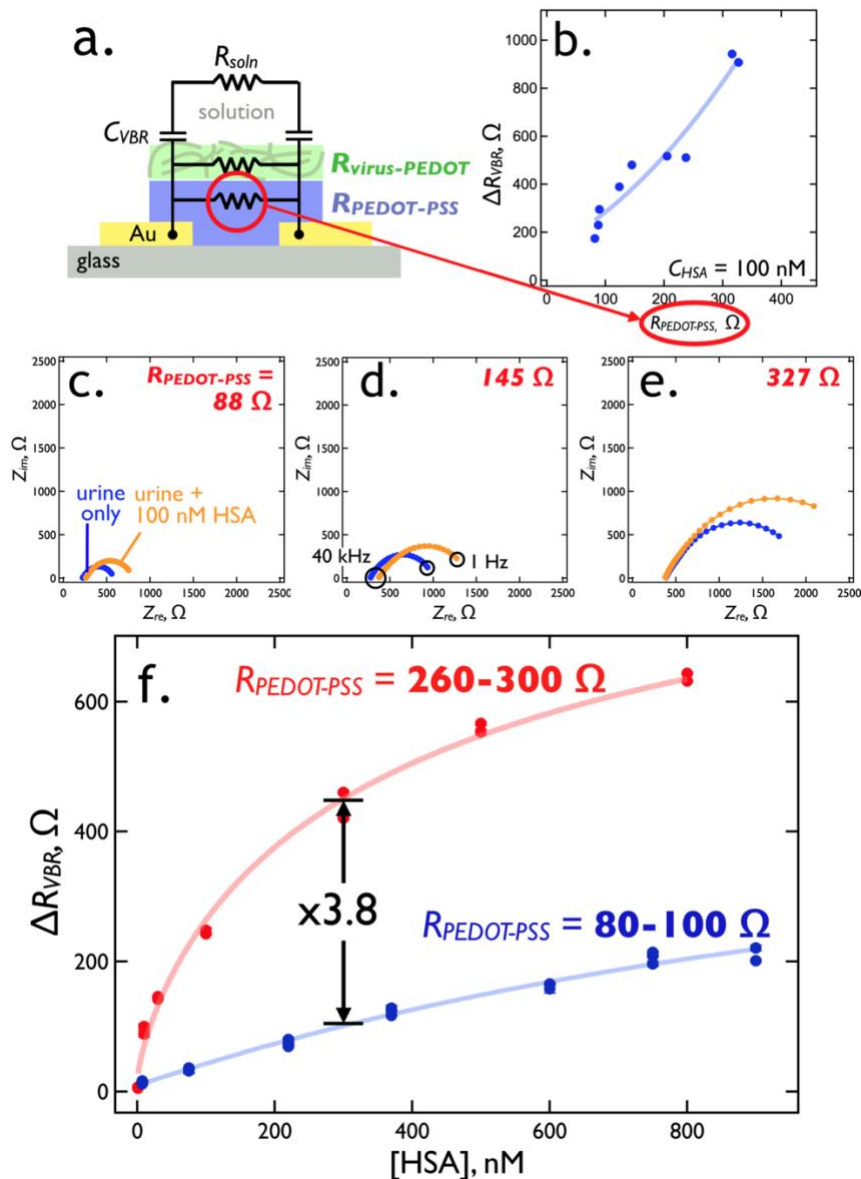 a.
R_soln
solution
C_VBR
R_virus-PEDOT
R_PEDOT-PSS
Au
glass
b.
1000
800
600
400
200
0
ΔR_VBR, Ω
C_HSA = 100 nM
0 100 200 300 400
R_PEDOT-PSS, Ω
c.
R_PEDOT-PSS =
88 Ω
2500
2000
1500
1000
500
0
Z_im, Ω
urine
only
urine +
100 nM HSA
0 500 1000 1500 2000 2500
Z_re, Ω
d.
145 Ω
2500
2000
1500
1000
500
0
Z_im, Ω
40 kHz
1 Hz
0 500 1000 1500 2000 2500
Z_re, Ω
e.
327 Ω
2500
2000
1500
1000
500
0
Z_im, Ω
0 500 1000 1500 2000 2500
Z_re, Ω
f.
R_PEDOT-PSS = 260-300 Ω
600
400
200
0
ΔR_VBR, Ω
x3.8
R_PEDOT-PSS = 80-100 Ω
0 200 400 600 800
[HSA], nM